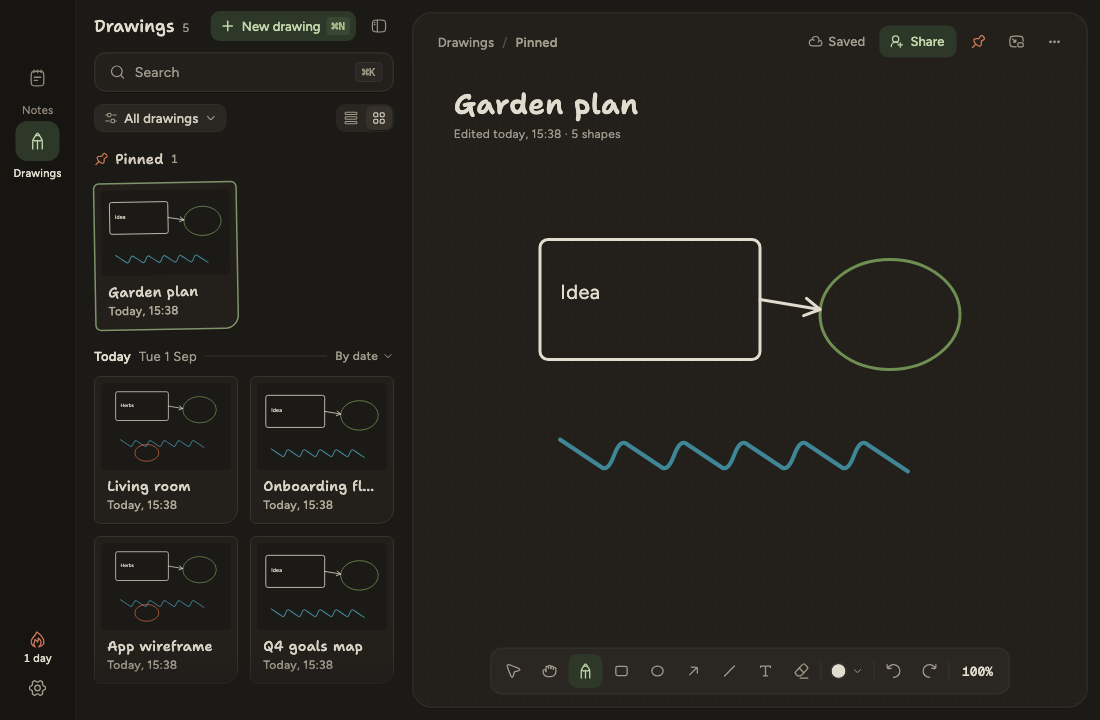 Drawings 5
New drawing ⌘N
Search ⌘K
All drawings
Notes
Drawings
Pinned 1
Idea
Garden plan
Today, 15:38
Today Tue 1 Sep By date
Herbs
Living room
Today, 15:38
Idea
Onboarding fl...
Today, 15:38
Herbs
App wireframe
Today, 15:38
Idea
Q4 goals map
Today, 15:38
1 day
Drawings / Pinned
Saved
Share
Garden plan
Edited today, 15:38 · 5 shapes
Idea
T
100%